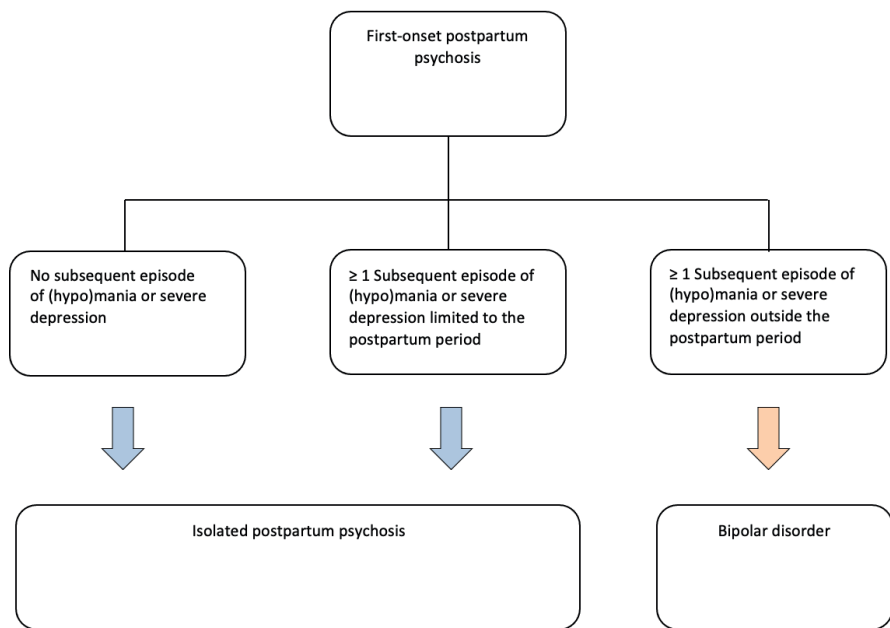 First-onset postpartum
psychosis
No subsequent episode
of (hypo)mania or severe
depression
≥ 1 Subsequent episode of
(hypo)mania or severe
depression limited to the
postpartum period
≥ 1 Subsequent episode of
(hypo)mania or severe
depression outside the
postpartum period
Isolated postpartum psychosis
Bipolar disorder